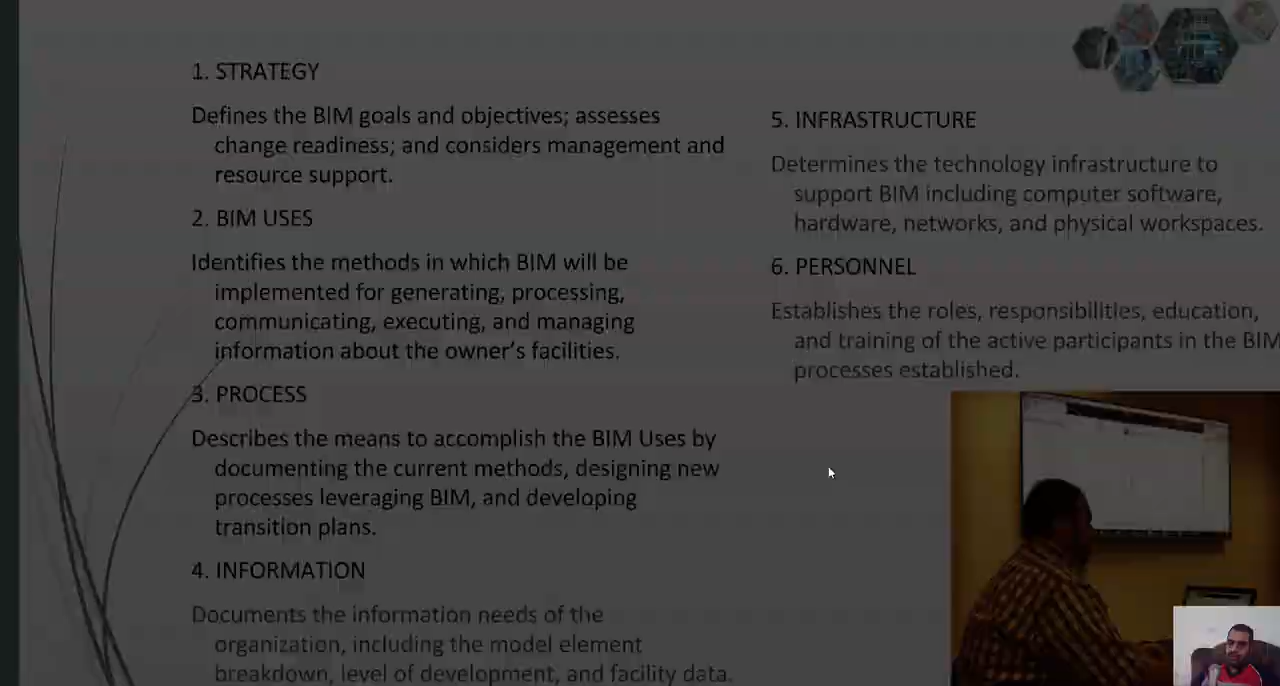 1. STRATEGY
Defines the BIM goals and objectives; assesses
change readiness; and considers management and
resource support.
2. BIM USES
Identifies the methods in which BIM will be
implemented for generating, processing,
communicating, executing, and managing
information about the owner's facilities.
3. PROCESS
Describes the means to accomplish the BIM Uses by
documenting the current methods, designing new
processes leveraging BIM, and developing
transition plans.
4. INFORMATION
Documents the information needs of the
organization, including the model element
breakdown, level of development, and facility data.
5. INFRASTRUCTURE
Determines the technology infrastructure to
support BIM including computer software,
hardware, networks, and physical workspaces.
6. PERSONNEL
Establishes the roles, responsibilities, education,
and training of the active participants in the BIM
processes established.